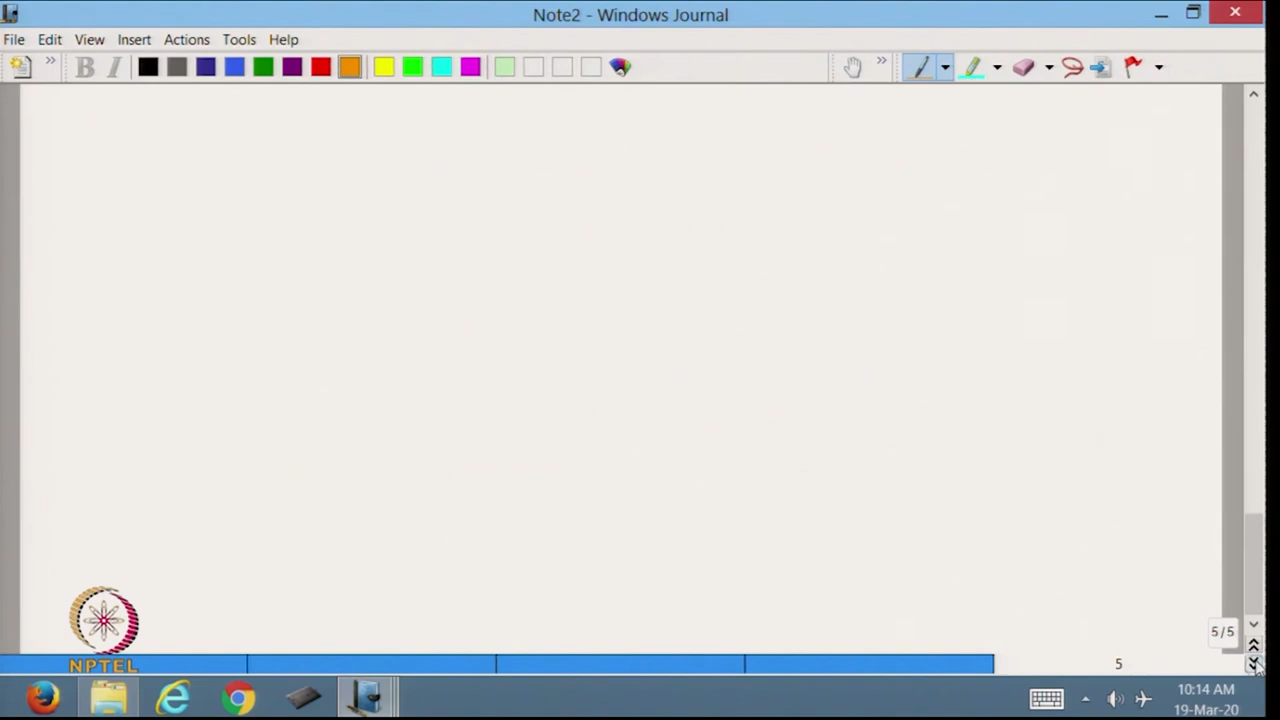 Note2 - Windows Journal
File Edit View Insert Actions Tools Help
B I
5/5
NPTEL
5
10:14 AM
19-Mar-20